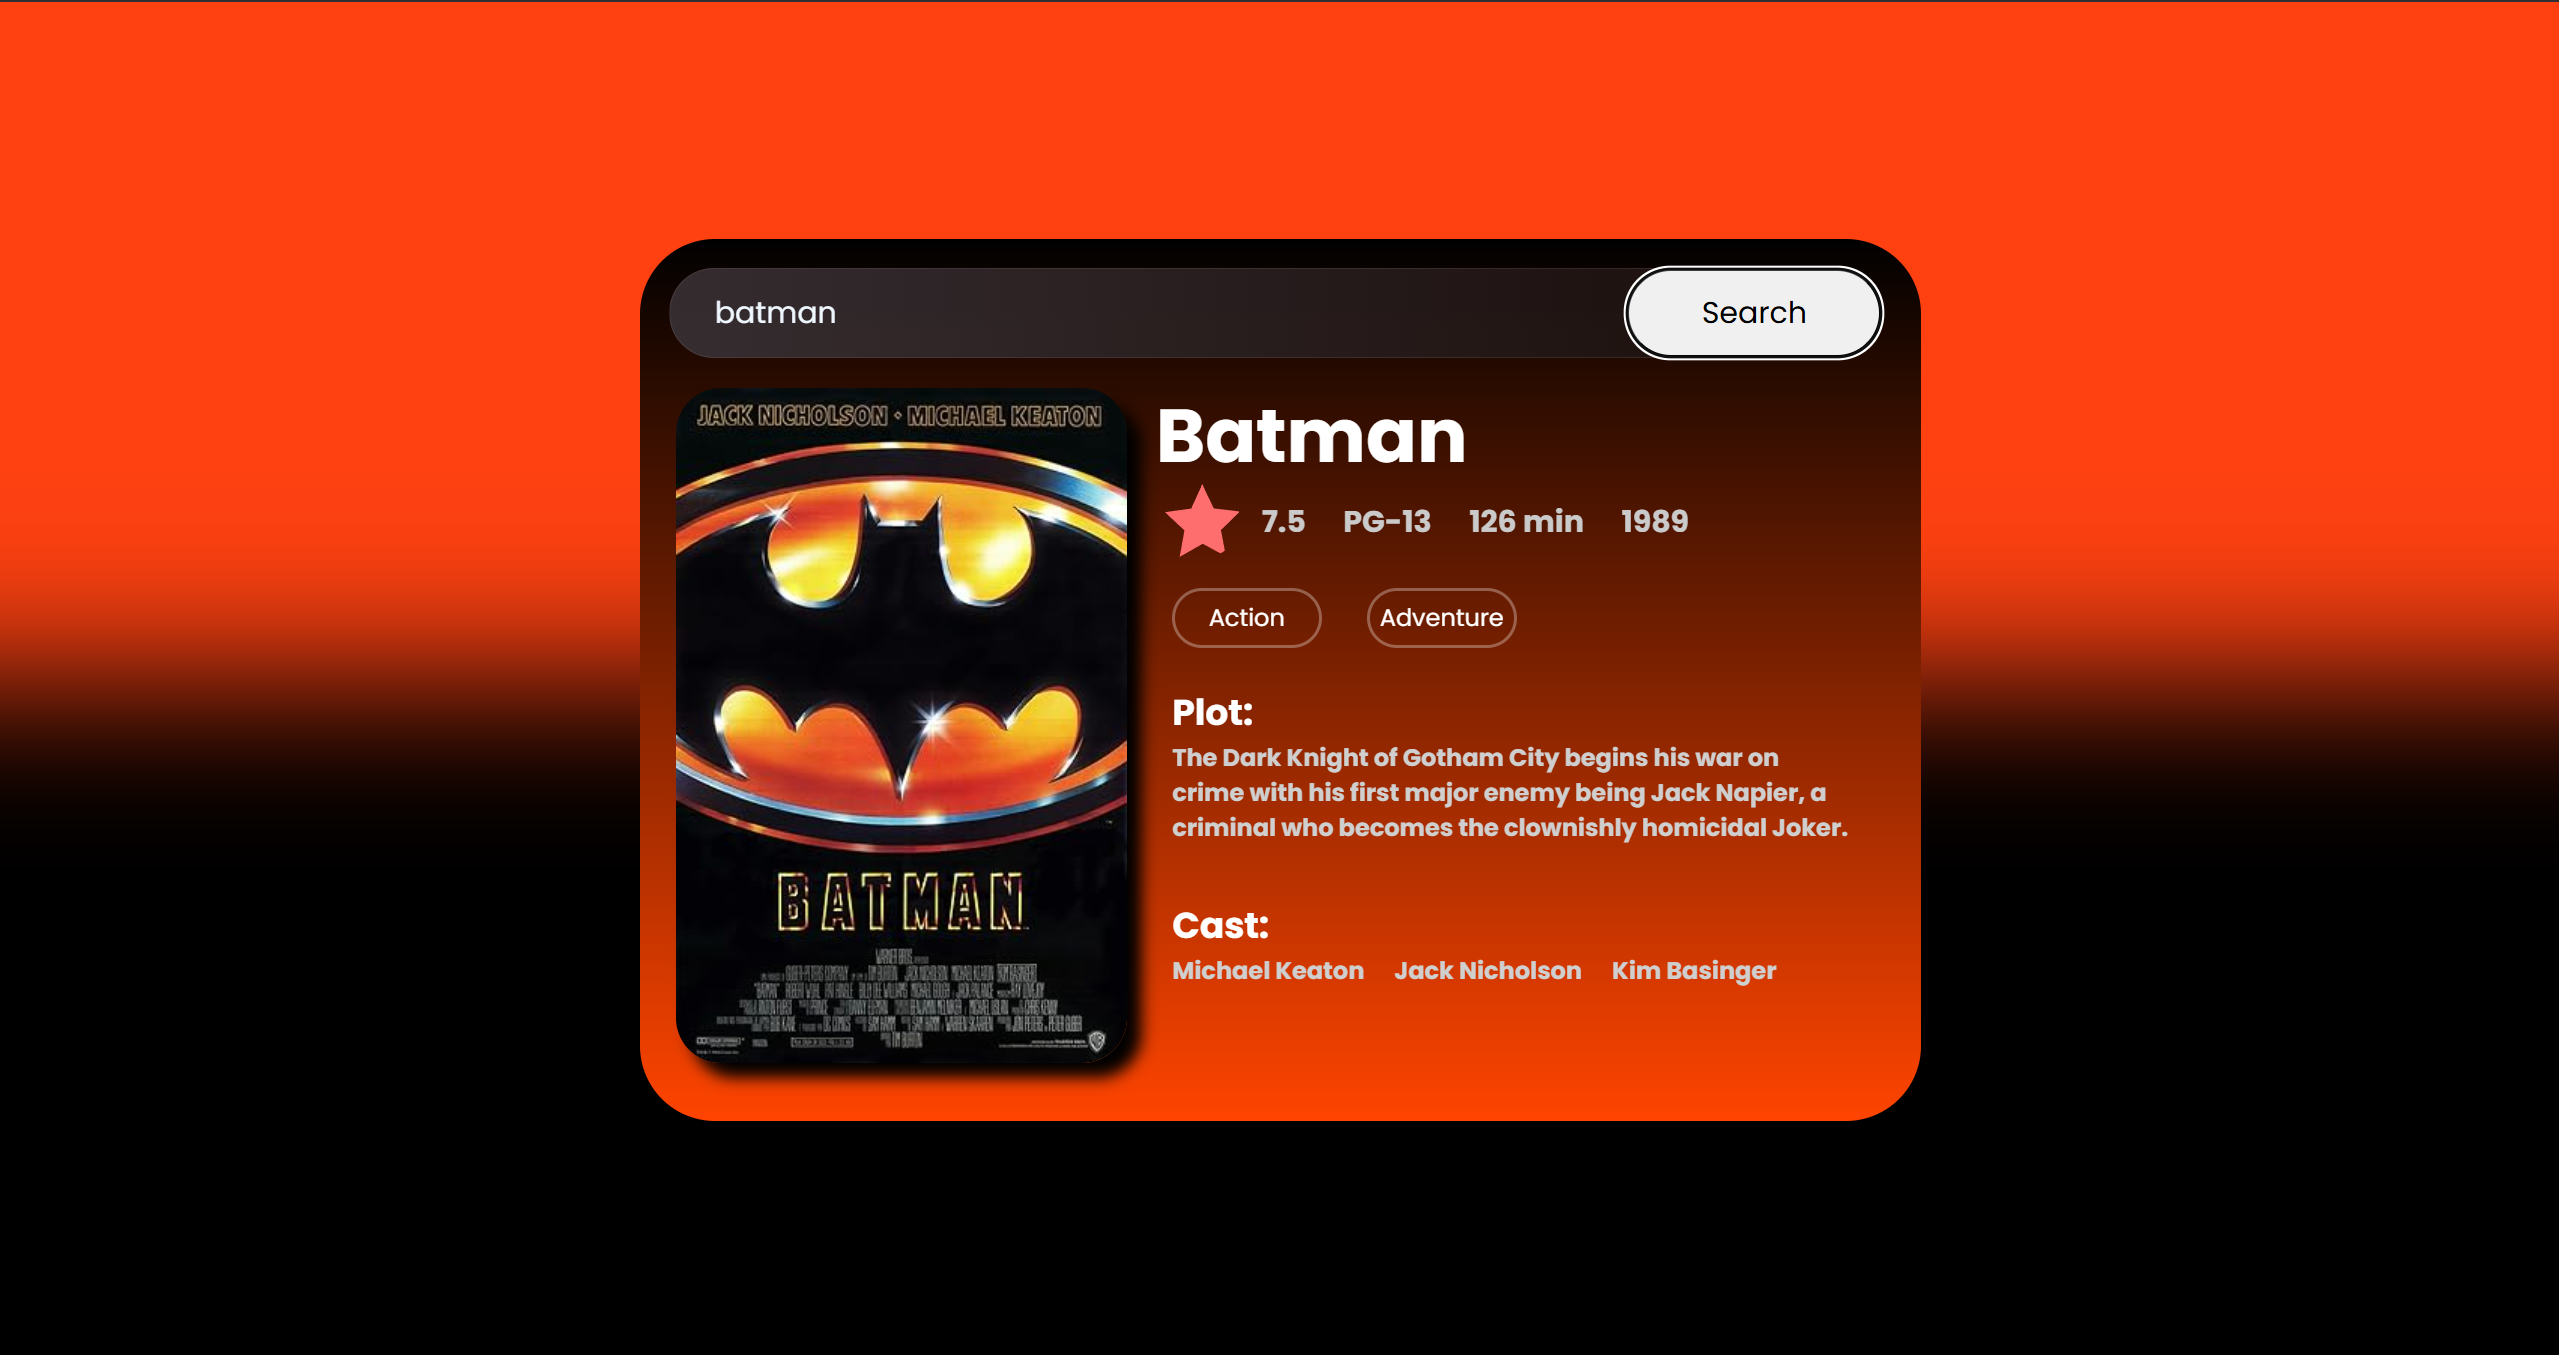 batman
Search
JACK NICHOLSON • MICHAEL KEATON
BATMAN
Batman
7.5 PG-13 126 min 1989
Action Adventure
Plot:
The Dark Knight of Gotham City begins his war on
crime with his first major enemy being Jack Napier, a
criminal who becomes the clownishly homicidal Joker.
Cast:
Michael Keaton Jack Nicholson Kim Basinger